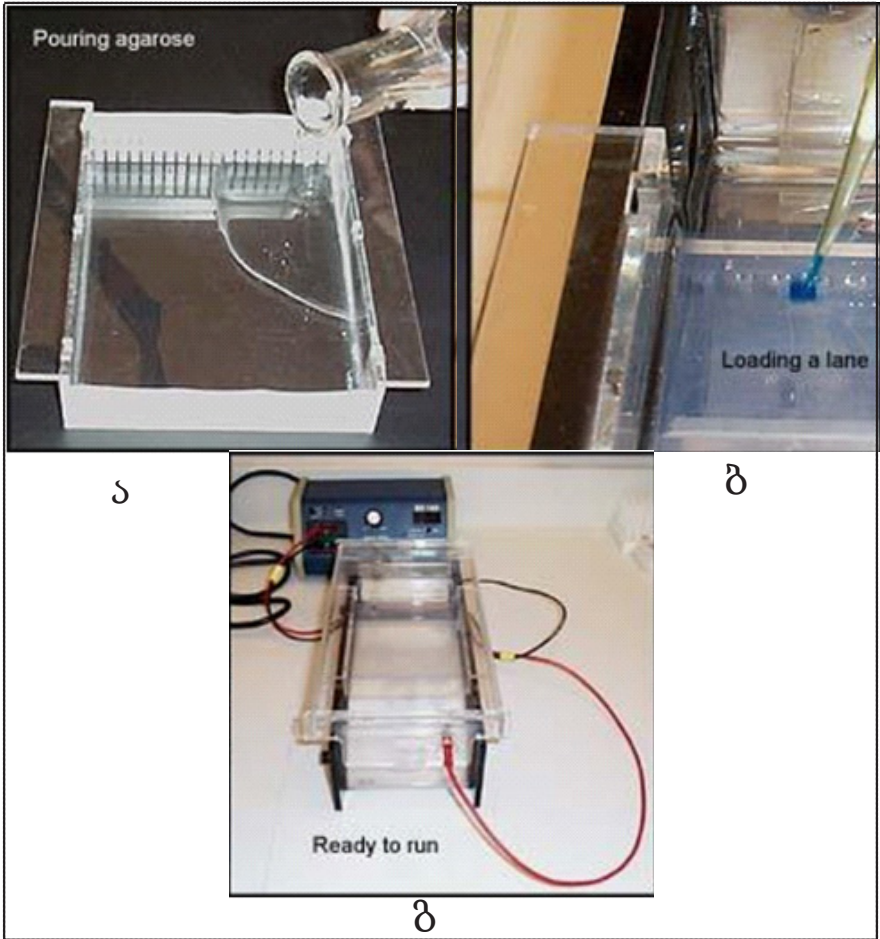 Pouring agarose
Loading a lane
ა
ბ
Ready to run
გ